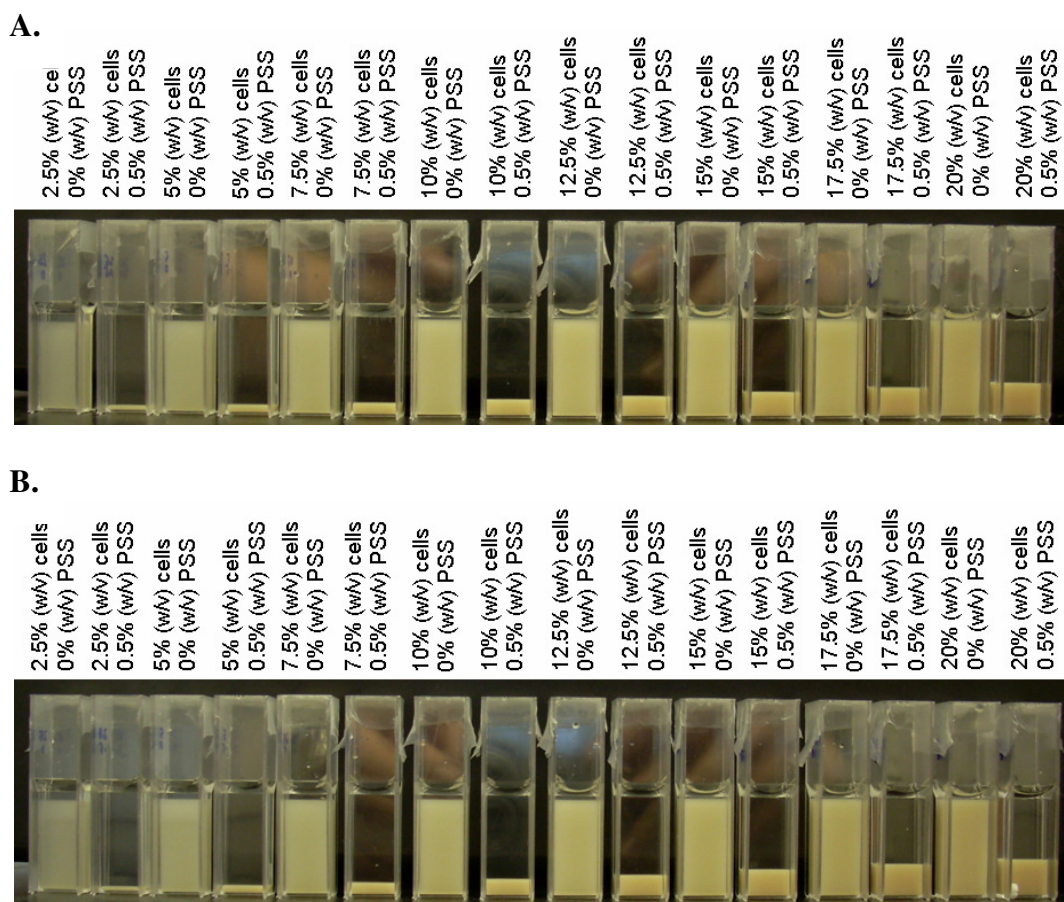 A.
2.5% (w/v) ce
0% (w/v) PSS
2.5% (w/v) cells
0.5% (w/v) PSS
5% (w/v) cells
0% (w/v) PSS
5% (w/v) cells
0.5% (w/v) PSS
7.5% (w/v) cells
0% (w/v) PSS
7.5% (w/v) cells
0.5% (w/v) PSS
10% (w/v) cells
0% (w/v) PSS
10% (w/v) cells
0.5% (w/v) PSS
12.5% (w/v) cells
0% (w/v) PSS
12.5% (w/v) cells
0.5% (w/v) PSS
15% (w/v) cells
0% (w/v) PSS
15% (w/v) cells
0.5% (w/v) PSS
17.5% (w/v) cells
0% (w/v) PSS
17.5% (w/v) cells
0.5% (w/v) PSS
20% (w/v) cells
0% (w/v) PSS
20% (w/v) cells
0.5% (w/v) PSS
B.
2.5% (w/v) cells
0% (w/v) PSS
2.5% (w/v) cells
0.5% (w/v) PSS
5% (w/v) cells
0% (w/v) PSS
5% (w/v) cells
0.5% (w/v) PSS
7.5% (w/v) cells
0% (w/v) PSS
7.5% (w/v) cells
0.5% (w/v) PSS
10% (w/v) cells
0% (w/v) PSS
10% (w/v) cells
0.5% (w/v) PSS
12.5% (w/v) cells
0% (w/v) PSS
12.5% (w/v) cells
0.5% (w/v) PSS
15% (w/v) cells
0% (w/v) PSS
15% (w/v) cells
0.5% (w/v) PSS
17.5% (w/v) cells
0% (w/v) PSS
17.5% (w/v) cells
0.5% (w/v) PSS
20% (w/v) cells
0% (w/v) PSS
20% (w/v) cells
0.5% (w/v) PSS